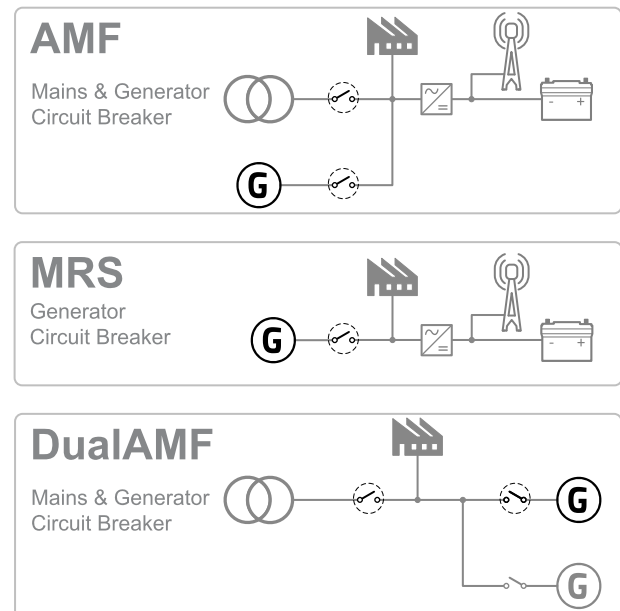 AMF
Mains & Generator
Circuit Breaker
G
- +
MRS
Generator
Circuit Breaker
G
- +
DualAMF
Mains & Generator
Circuit Breaker
G
G